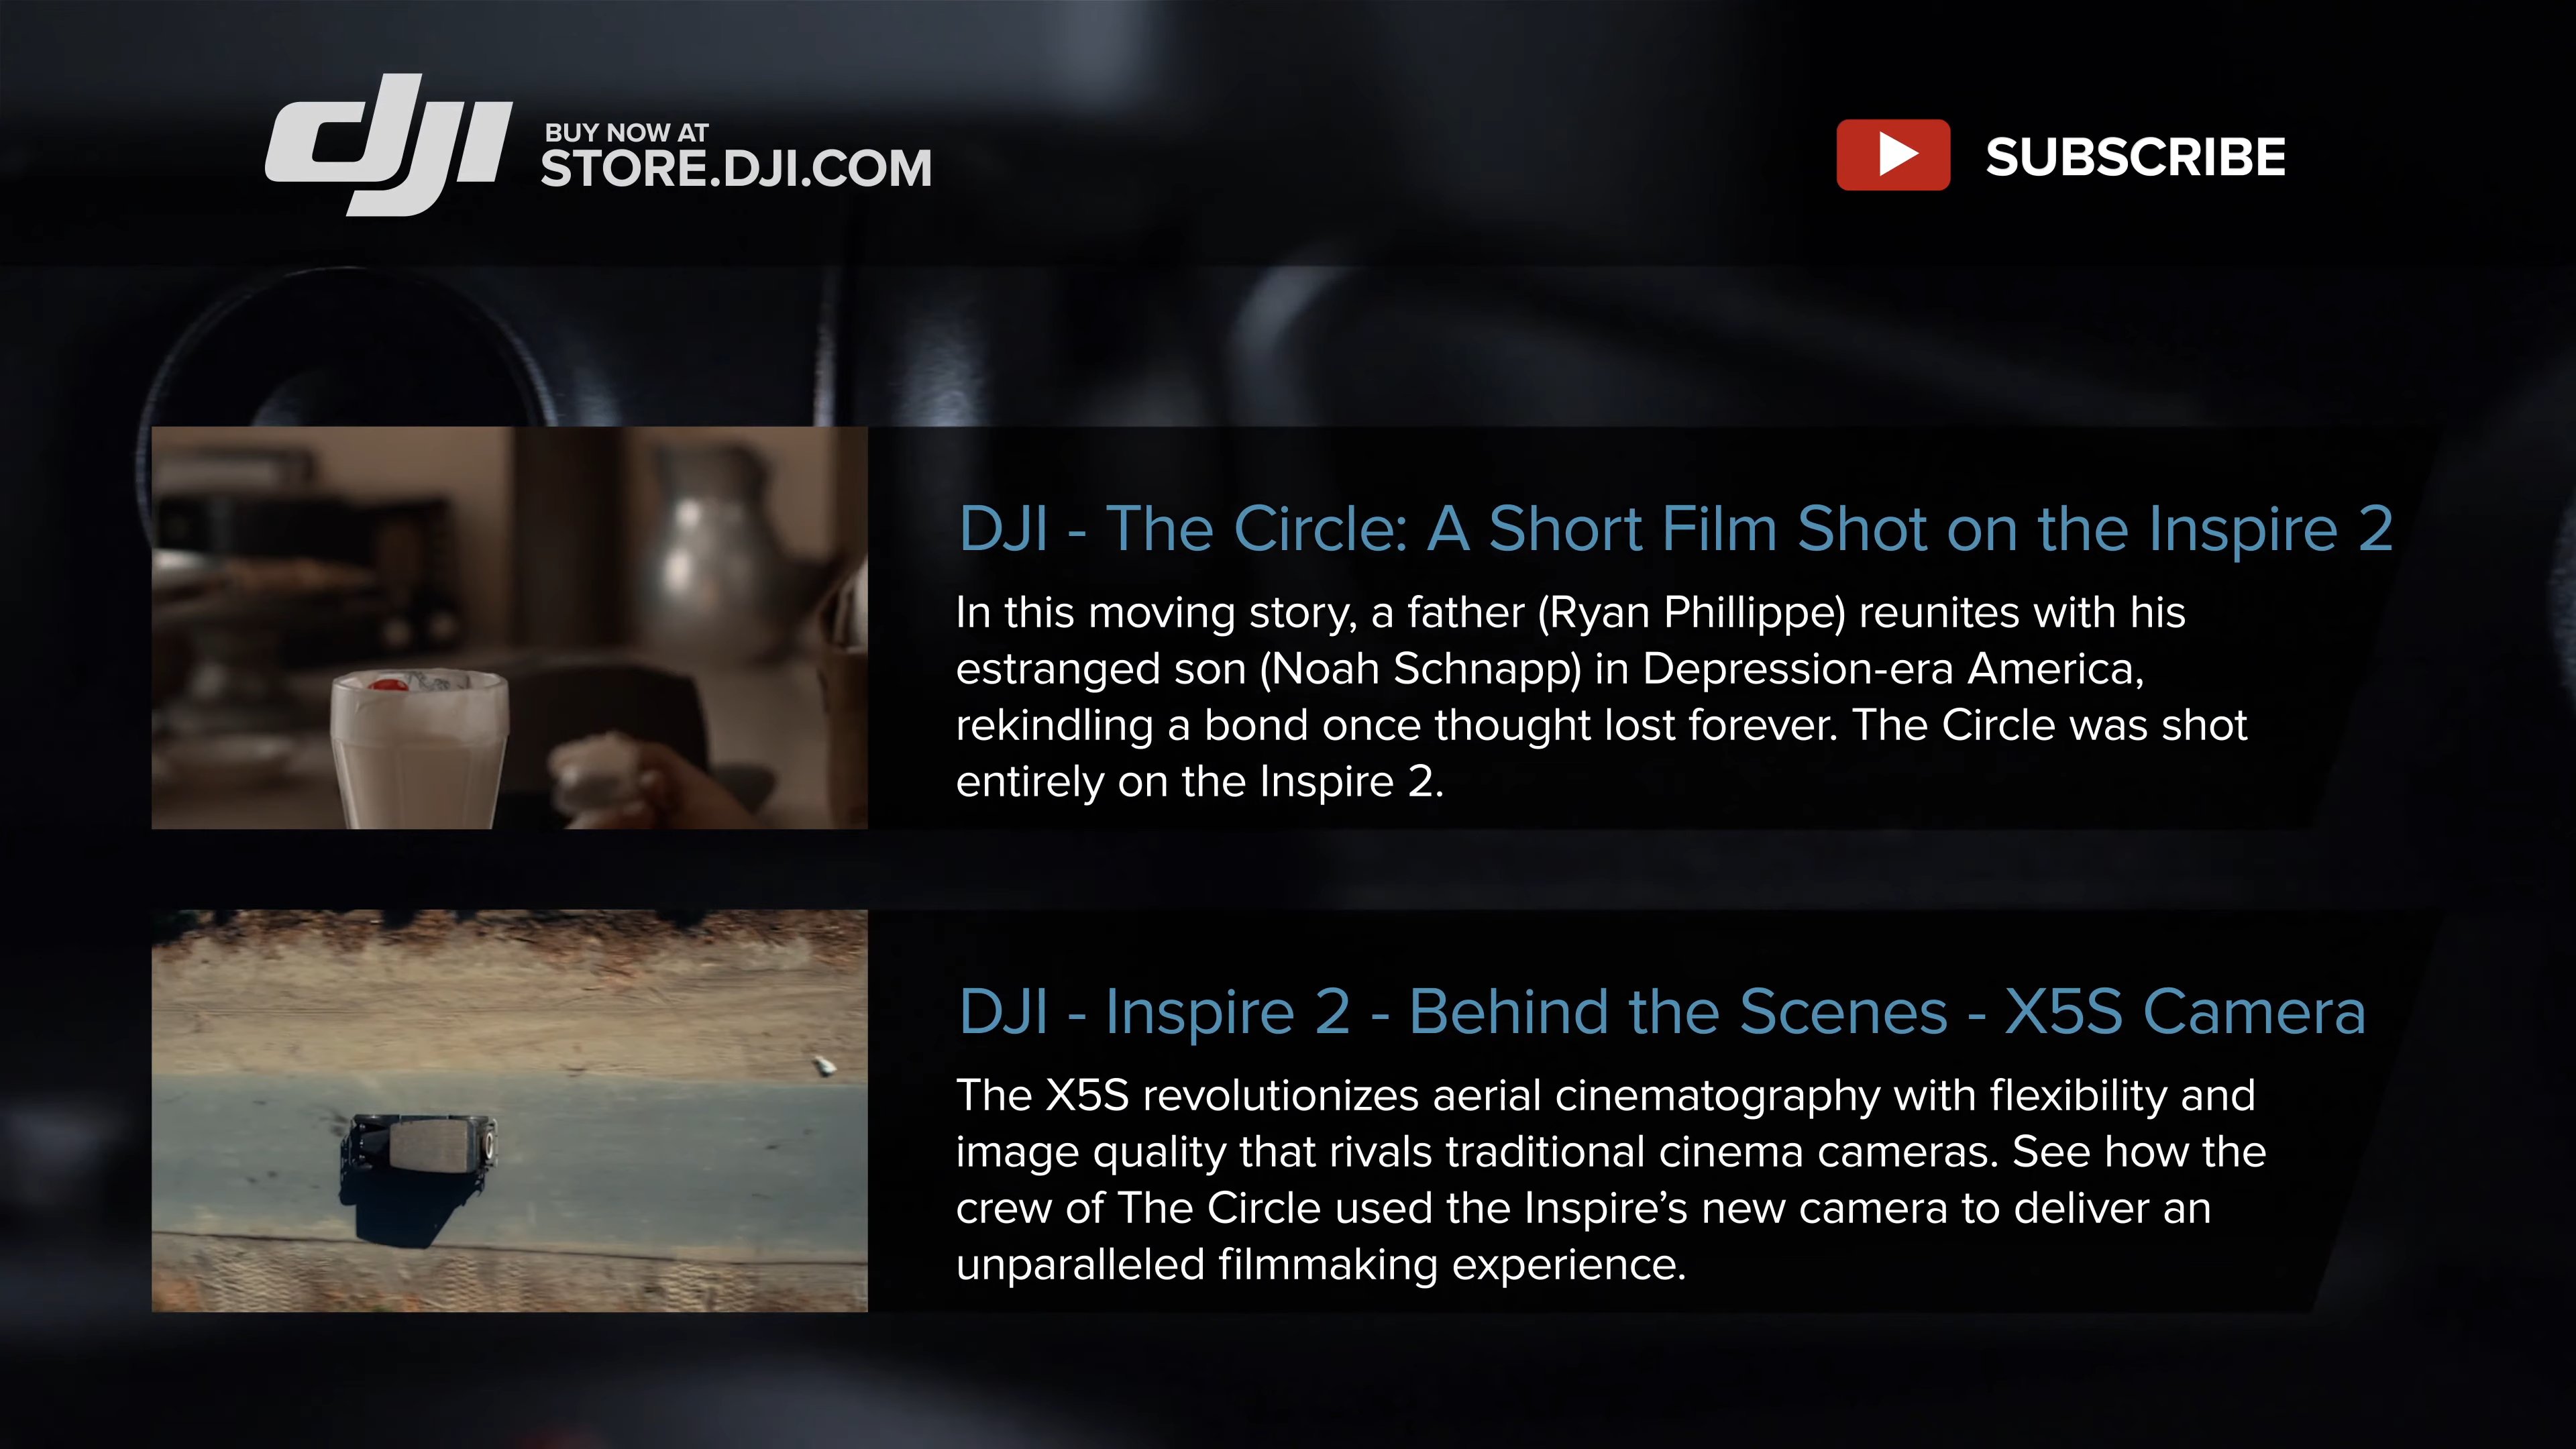 dji
BUY NOW AT
STORE.DJI.COM
SUBSCRIBE
DJI - The Circle: A Short Film Shot on the Inspire 2
In this moving story, a father (Ryan Phillippe) reunites with his
estranged son (Noah Schnapp) in Depression-era America,
rekindling a bond once thought lost forever. The Circle was shot
entirely on the Inspire 2.
DJI - Inspire 2 - Behind the Scenes - X5S Camera
The X5S revolutionizes aerial cinematography with flexibility and
image quality that rivals traditional cinema cameras. See how the
crew of The Circle used the Inspire’s new camera to deliver an
unparalleled filmmaking experience.